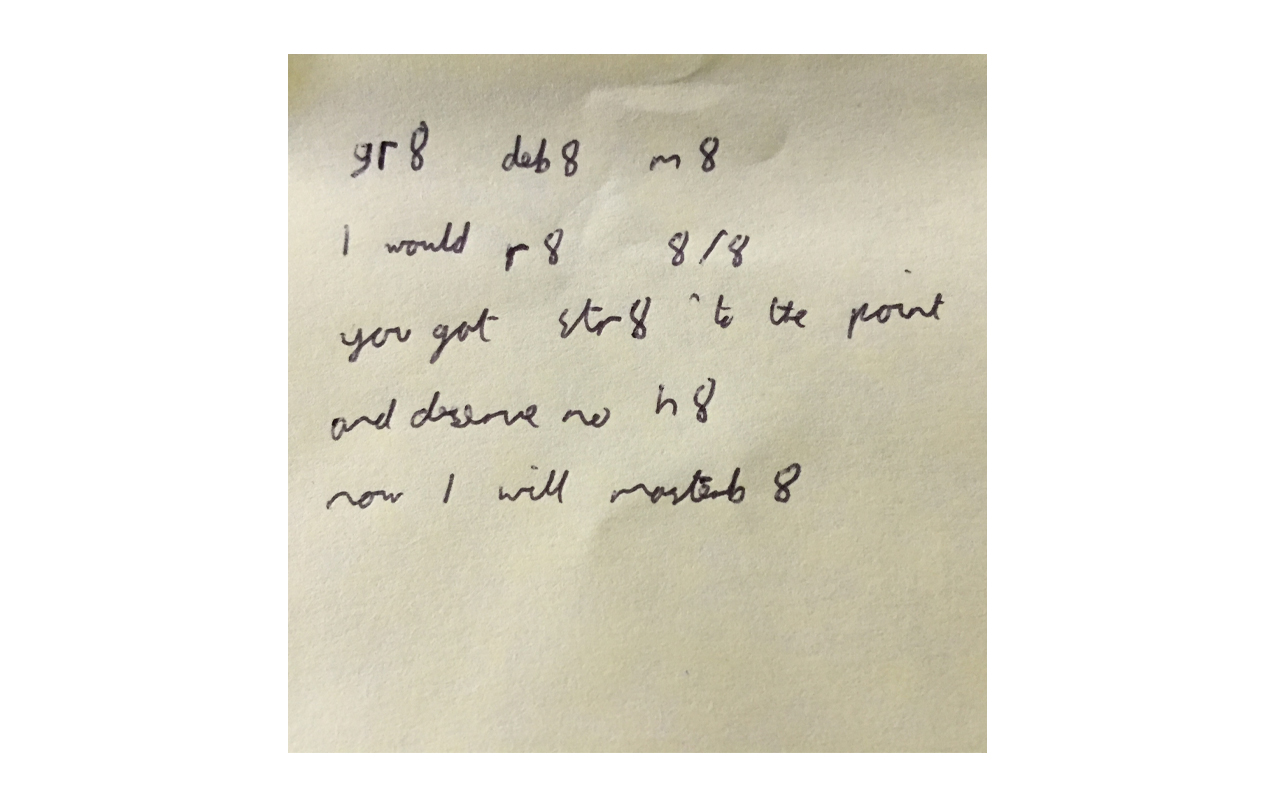 gr8 deb8 m8
I would r8 8/8
you got str8 to the point
and deserve no h8
now I will masterb8